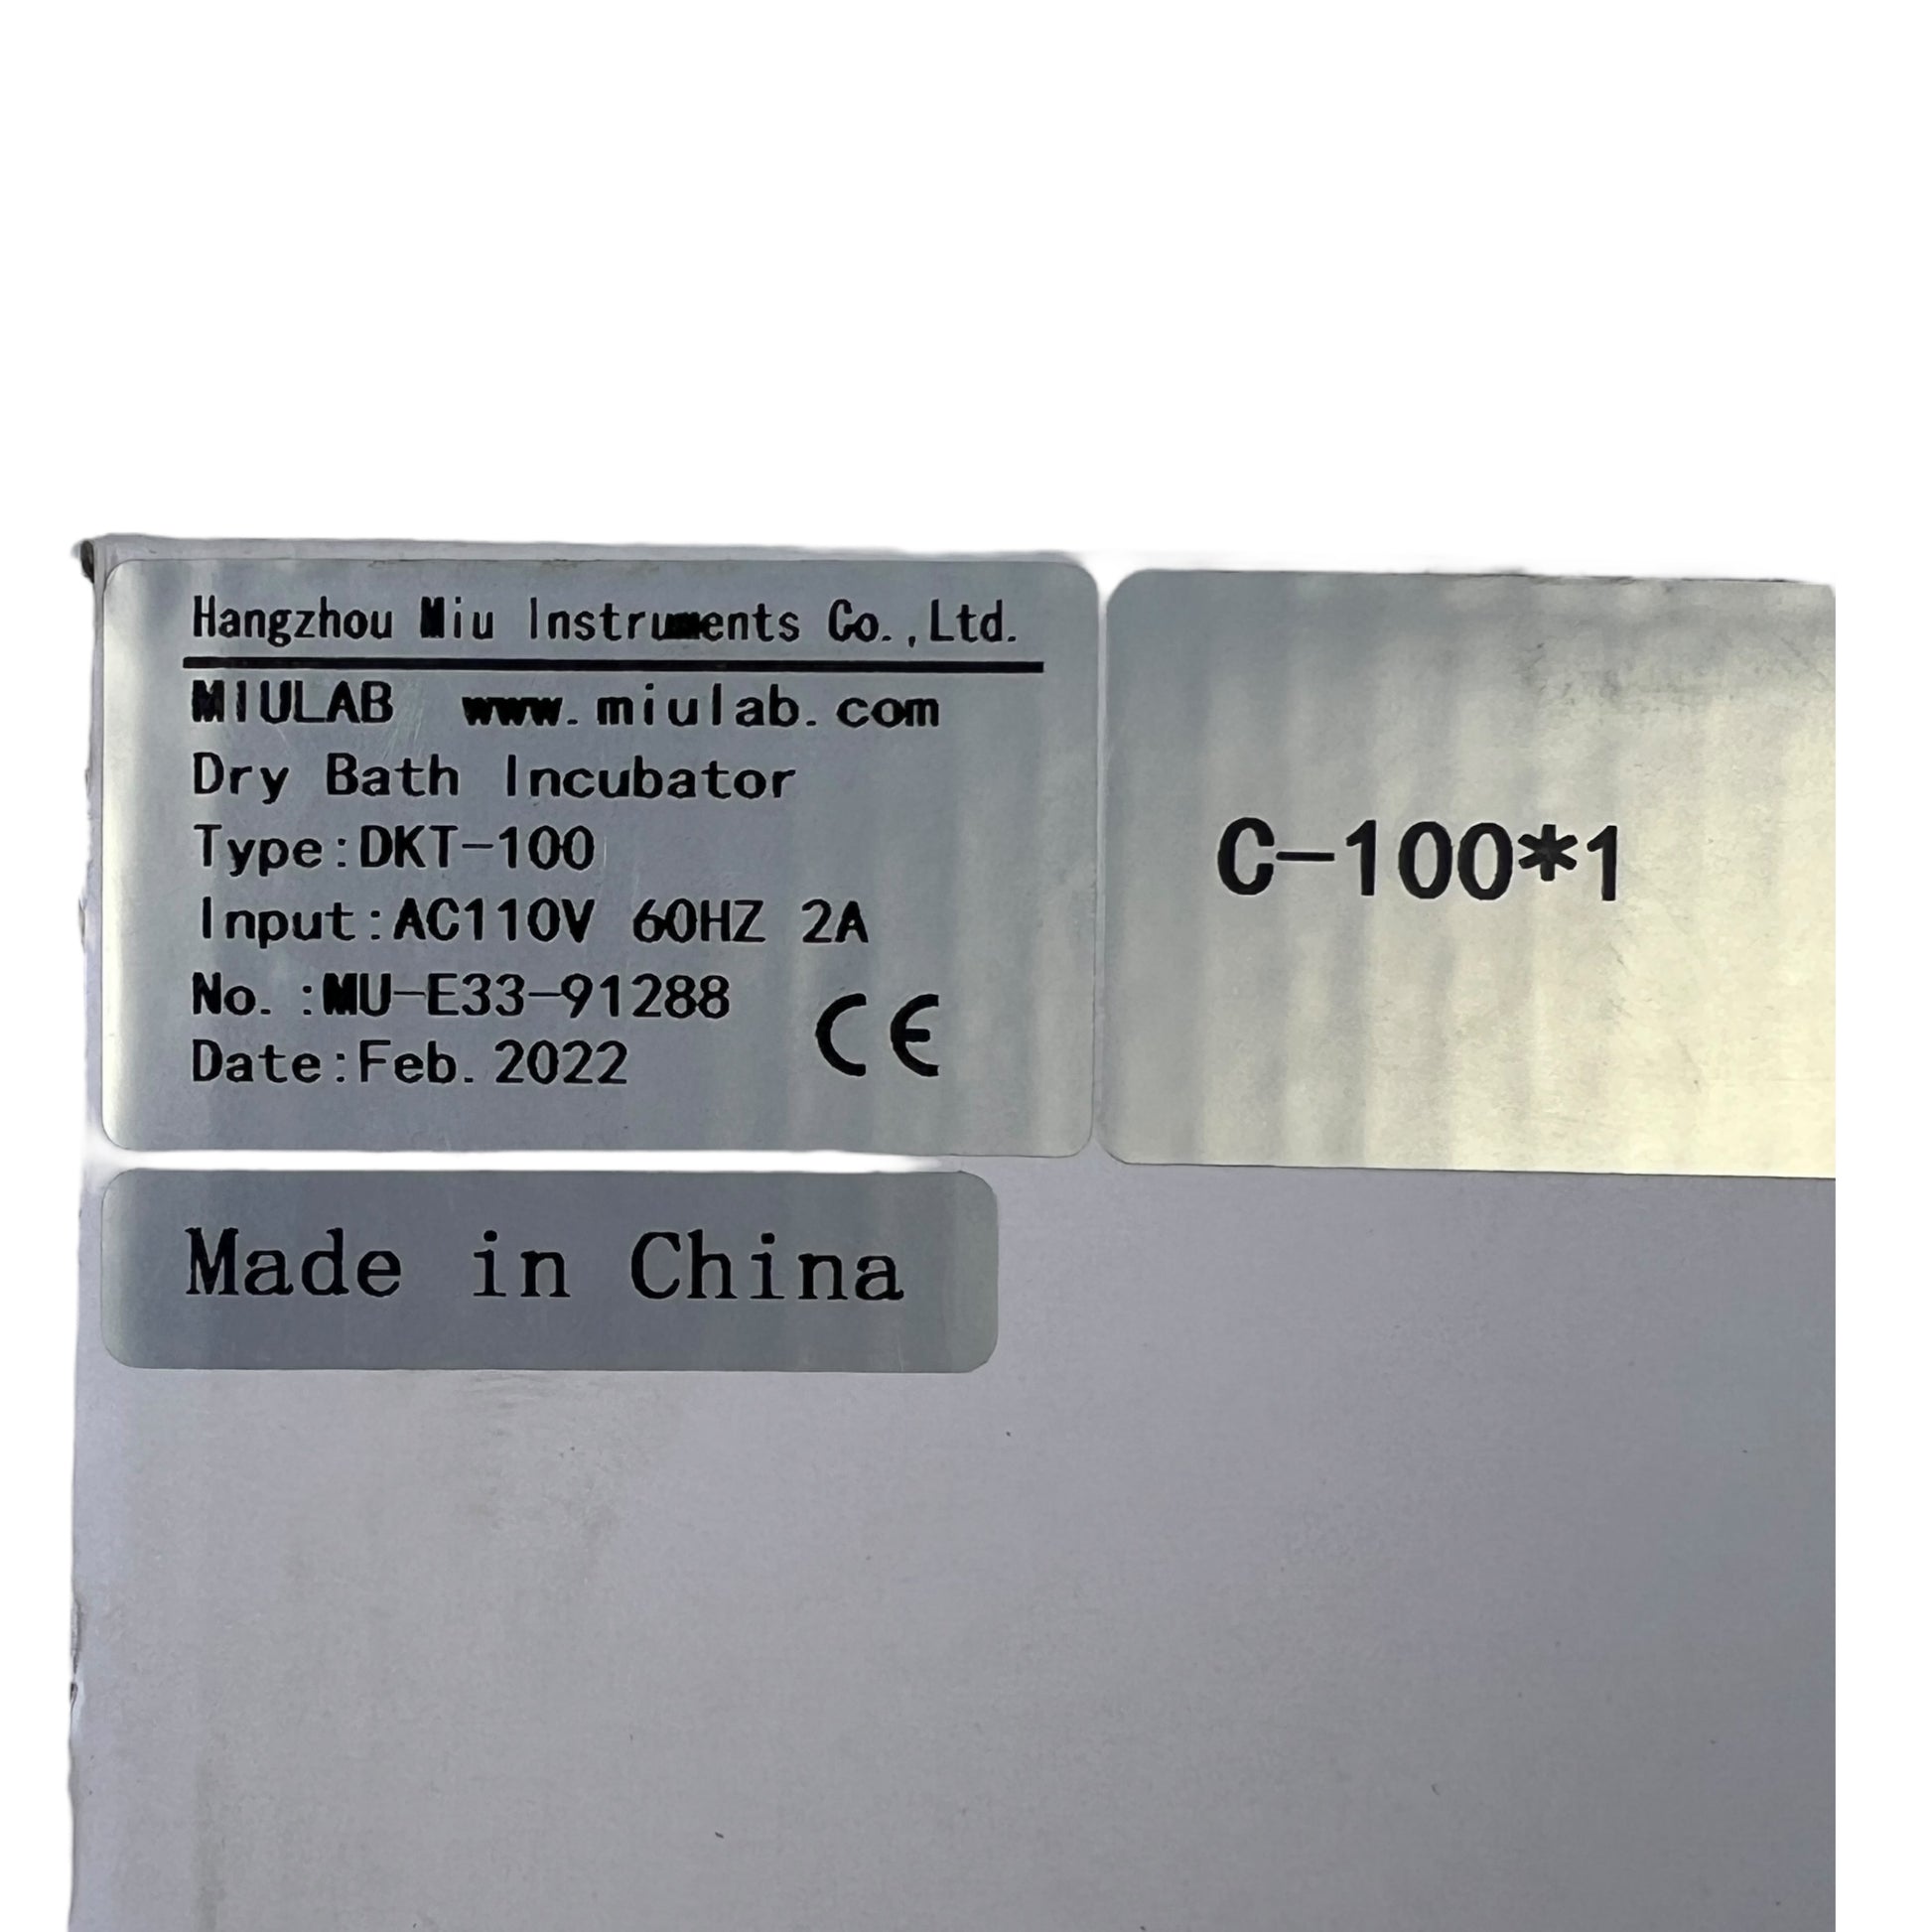 Hangzhou Miu Instruments Co.,Ltd.
MIULAB www.miulab.com
Dry Bath Incubator
Type:DKT-100
Input:AC110V 60HZ 2A
No.:MU-E33-91288
Date:Feb.2022
CE
C-100*1
Made in China